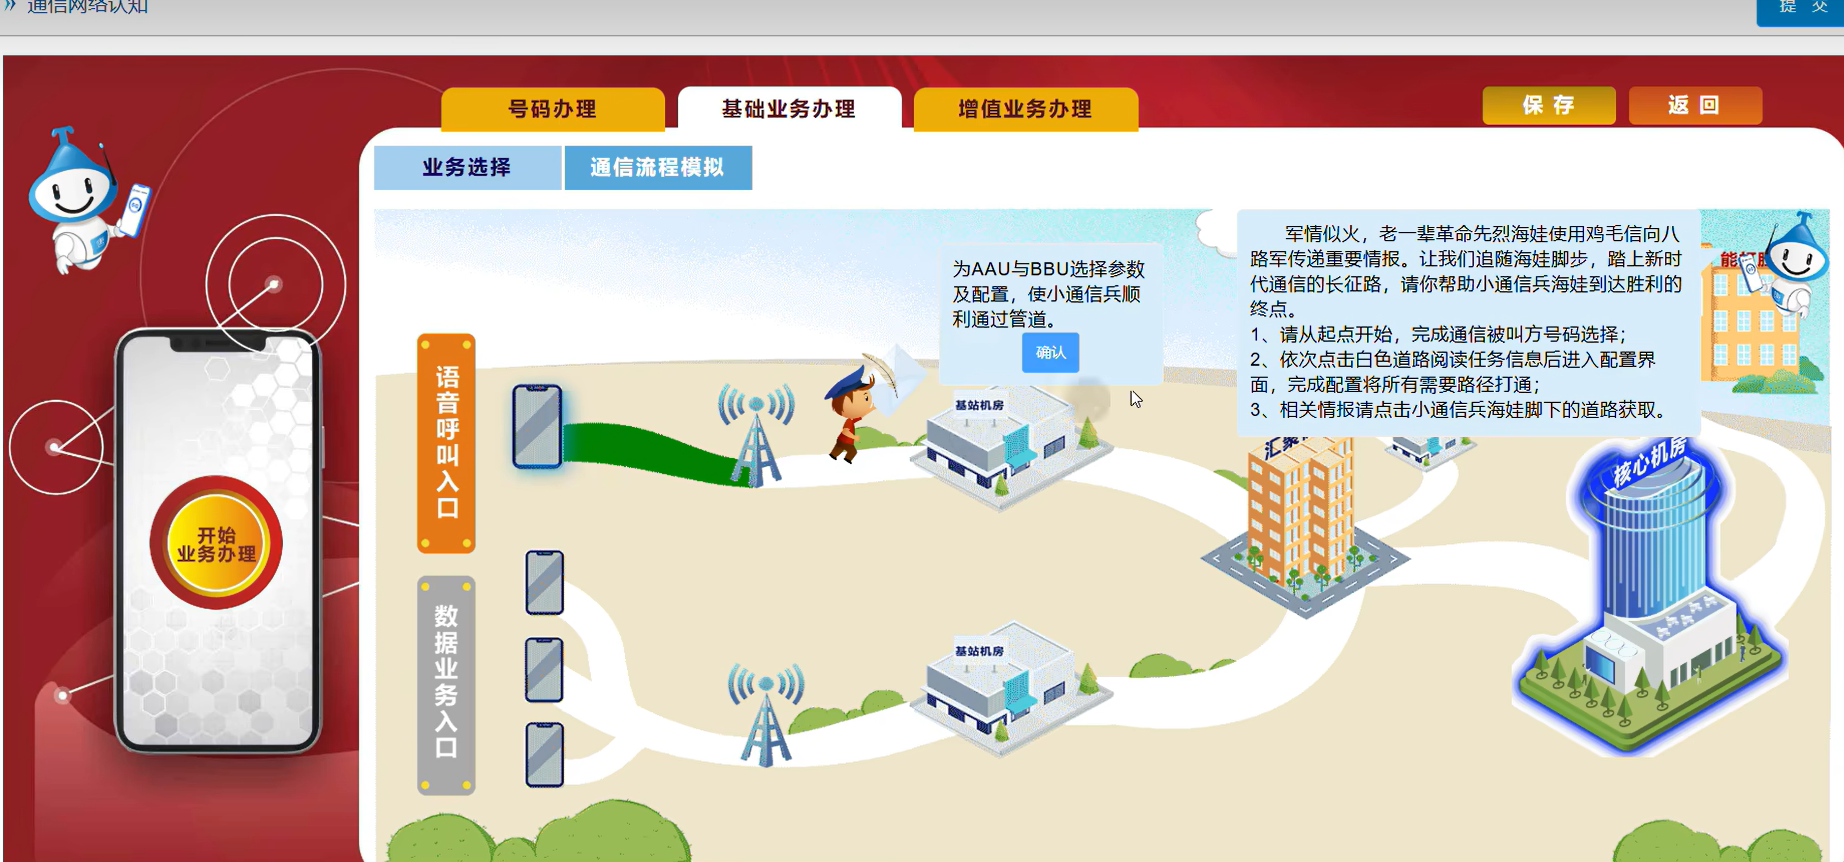 通信网络认知
提 交
号码办理
基础业务办理
增值业务办理
保 存
返 回
业务选择
通信流程模拟
为AAU与BBU选择参数
及配置，使小通信兵顺
利通过管道。
确认
军情似火，老一辈革命先烈海娃使用鸡毛信向八
路军传递重要情报。让我们追随海娃脚步，踏上新时
代通信的长征路，请你帮助小通信兵海娃到达胜利的
终点。
1、请从起点开始，完成通信被叫方号码选择；
2、依次点击白色道路阅读任务信息后进入配置界
面，完成配置将所有需要路径打通；
3、相关情报请点击小通信兵海娃脚下的道路获取。
语音呼叫入口
基站机房
核心机房
开始
业务办理
数据业务入口
基站机房